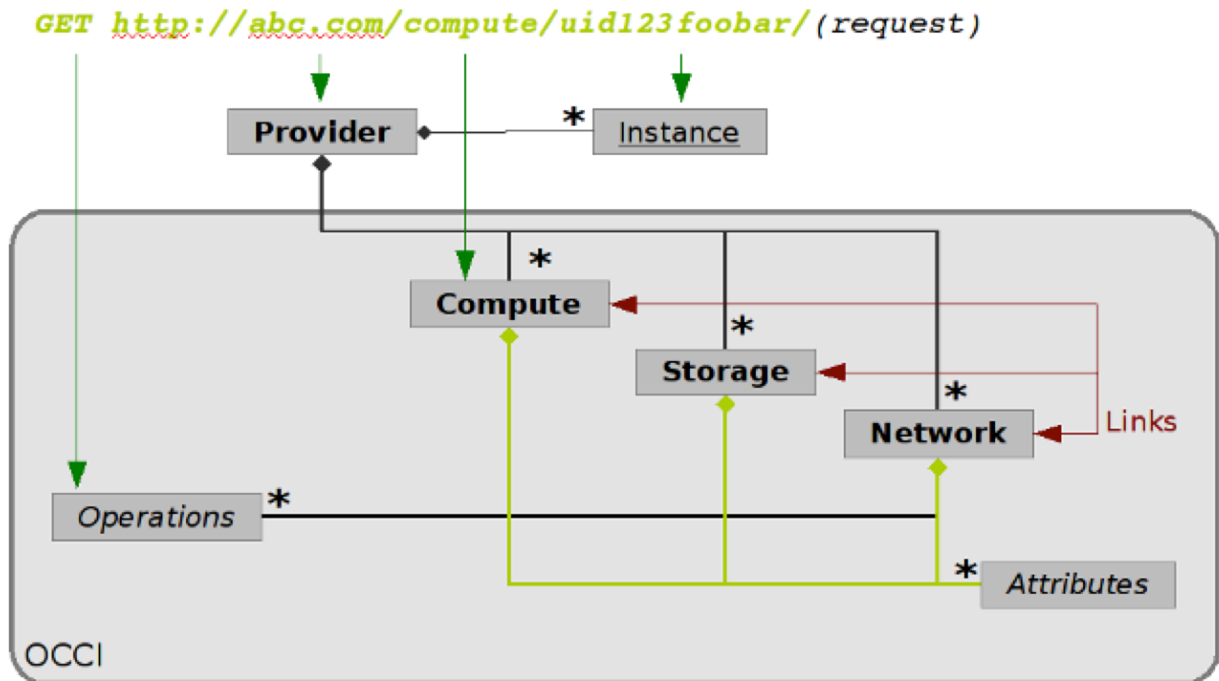 GET http://abc.com/compute/uid123foobar/(request)
Provider
*
Instance
*
Compute
*
Storage
*
Network
Links
Operations
*
*
Attributes
OCCI